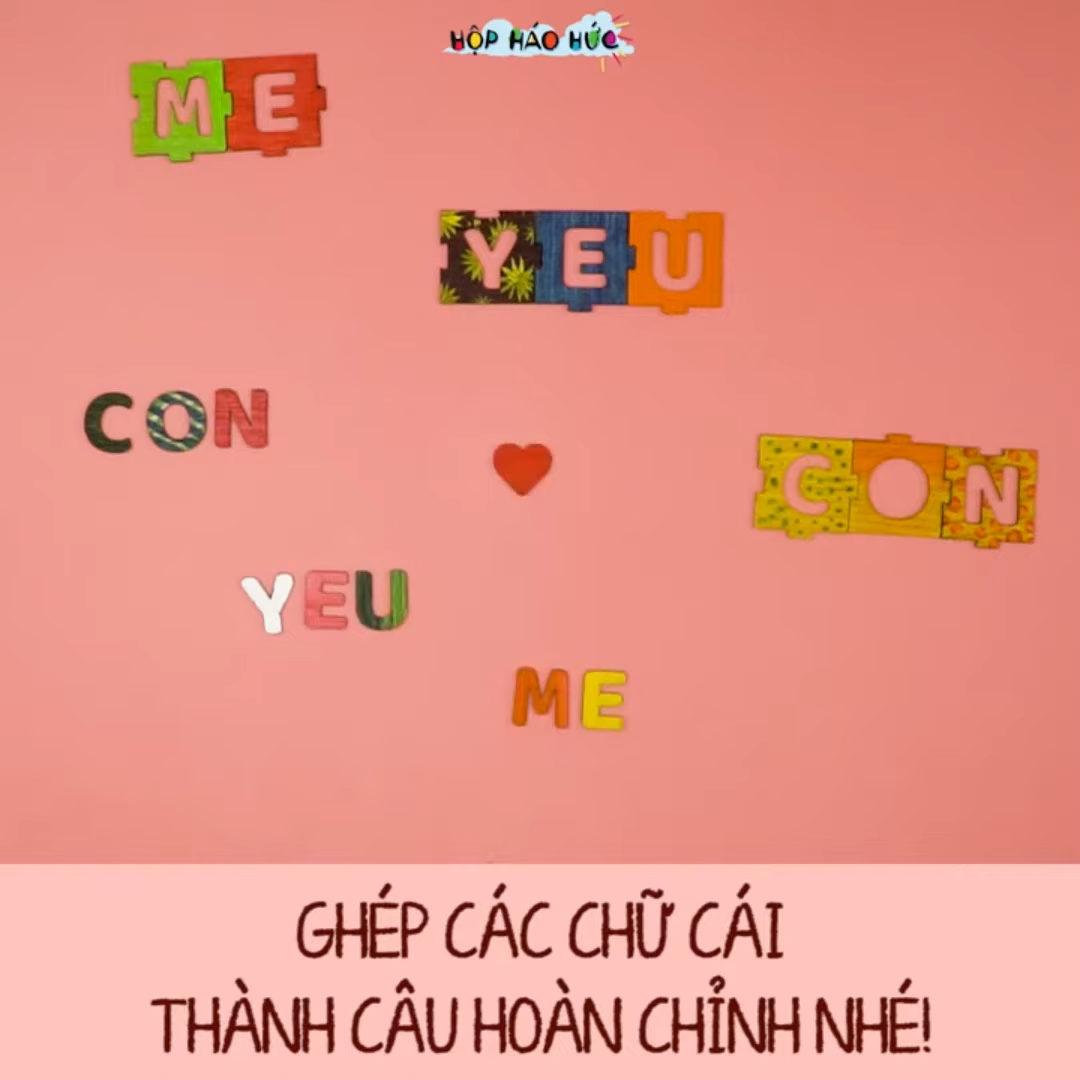 HỘP HÁO HỨC
ME
YEU
CON
CON
YEU
ME
GHÉP CÁC CHỮ CÁI
THÀNH CÂU HOÀN CHỈNH NHÉ!